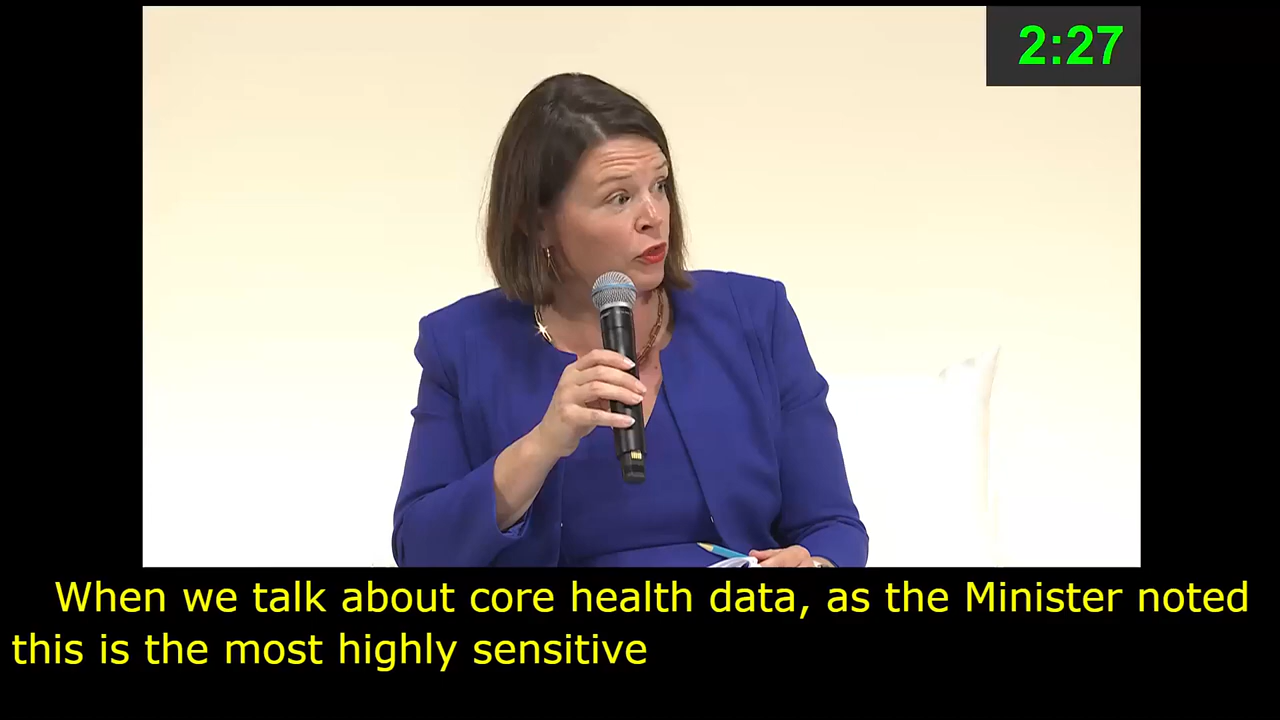 2:27
When we talk about core health data, as the Minister noted
this is the most highly sensitive